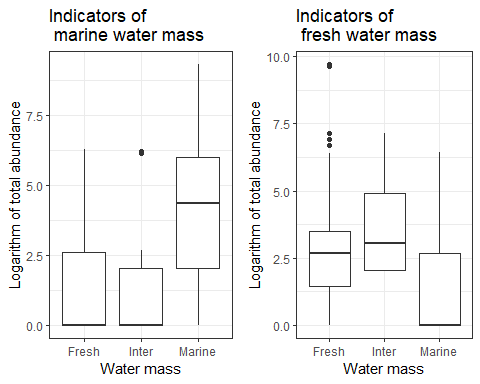 Indicators of
marine water mass
Logarithm of total abundance
7.5
5.0
2.5
0.0
Fresh Inter Marine
Water mass
Indicators of
fresh water mass
Logarithm of total abundance
10.0
7.5
5.0
2.5
0.0
Fresh Inter Marine
Water mass